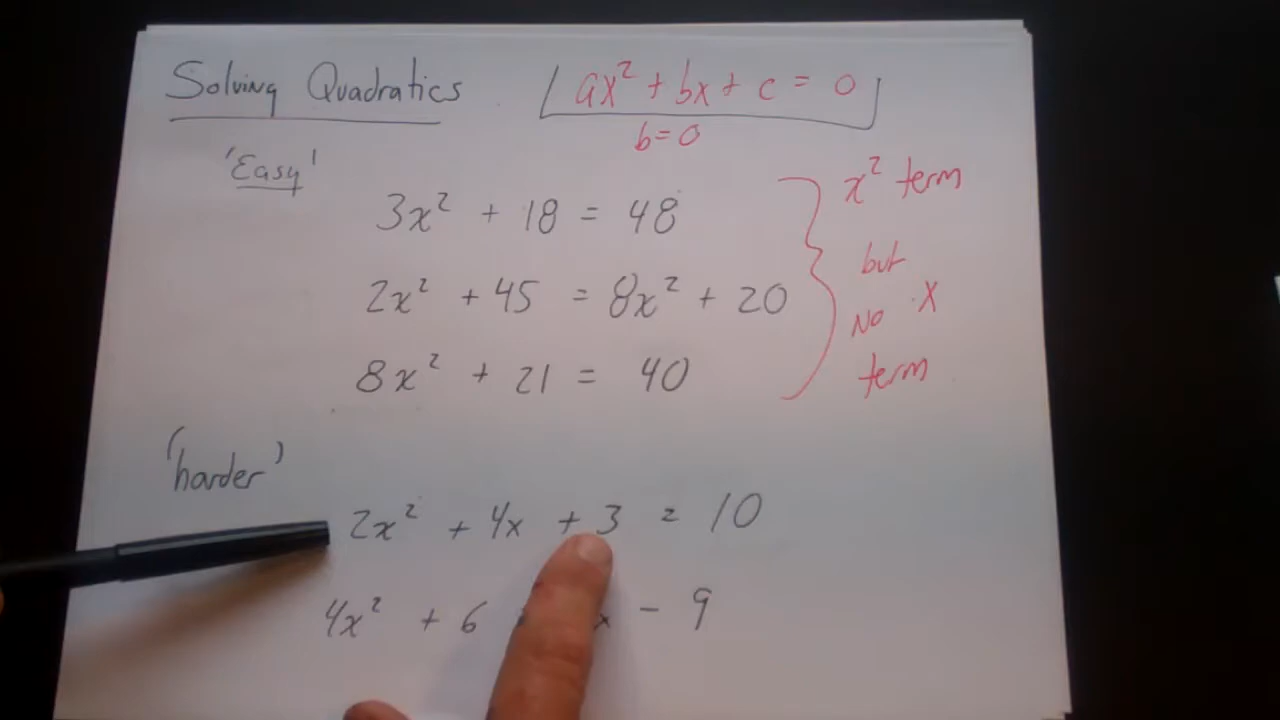 Solving Quadratics
ax² + bx + c = 0
b=0
'Easy'
3x² + 18 = 48
2x² + 45 = 8x² + 20
8x² + 21 = 40
x² term
but
No x
term
'harder'
2x² + 4x + 3 = 10
4x² + 6 x - 9